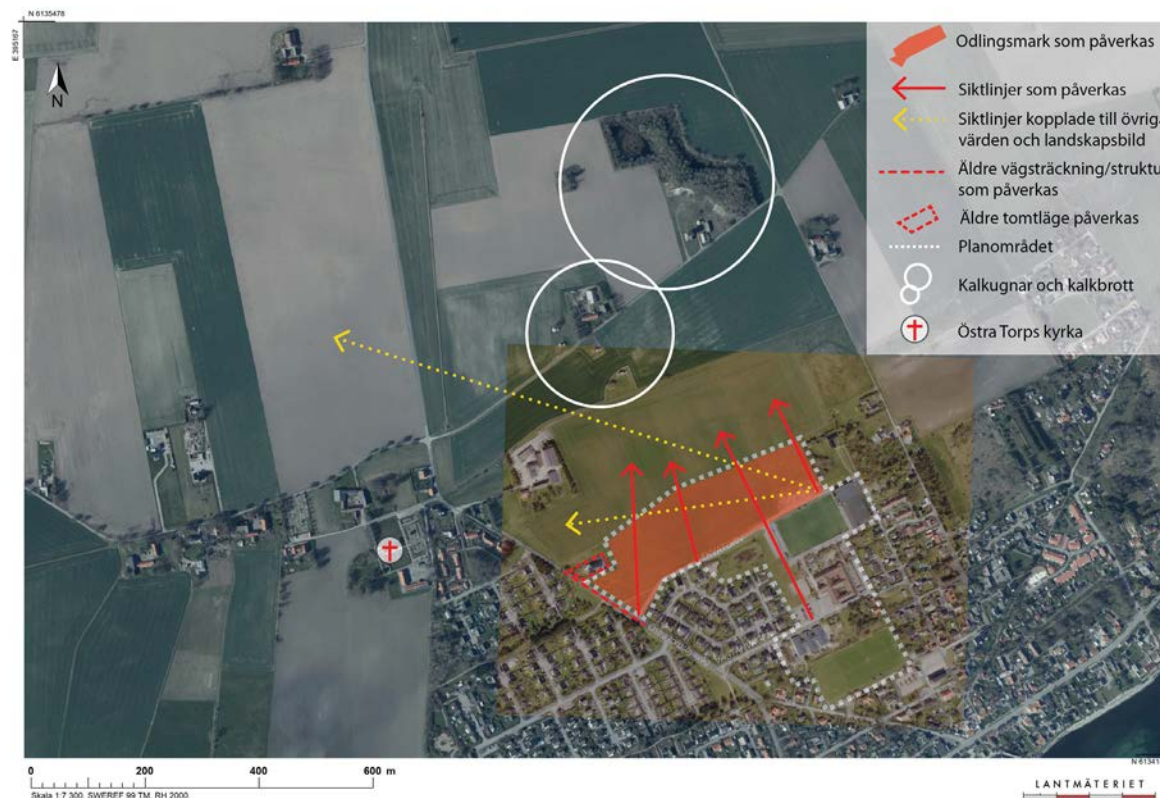 N 6135478
E 395167
N
Odlingsmark som påverkas
Siktlinjer som påverkas
Siktlinjer kopplade till övriga
värden och landskapsbild
Äldre vägsträckning/struktu
som påverkas
Äldre tomtläge påverkas
Planområdet
Kalkugnar och kalkbrott
Östra Torps kyrka
N 61341
0 200 400 600 m
Skala 1:7 300, SWEREF 99 TM, RH 2000.
LANTMÄTERIET